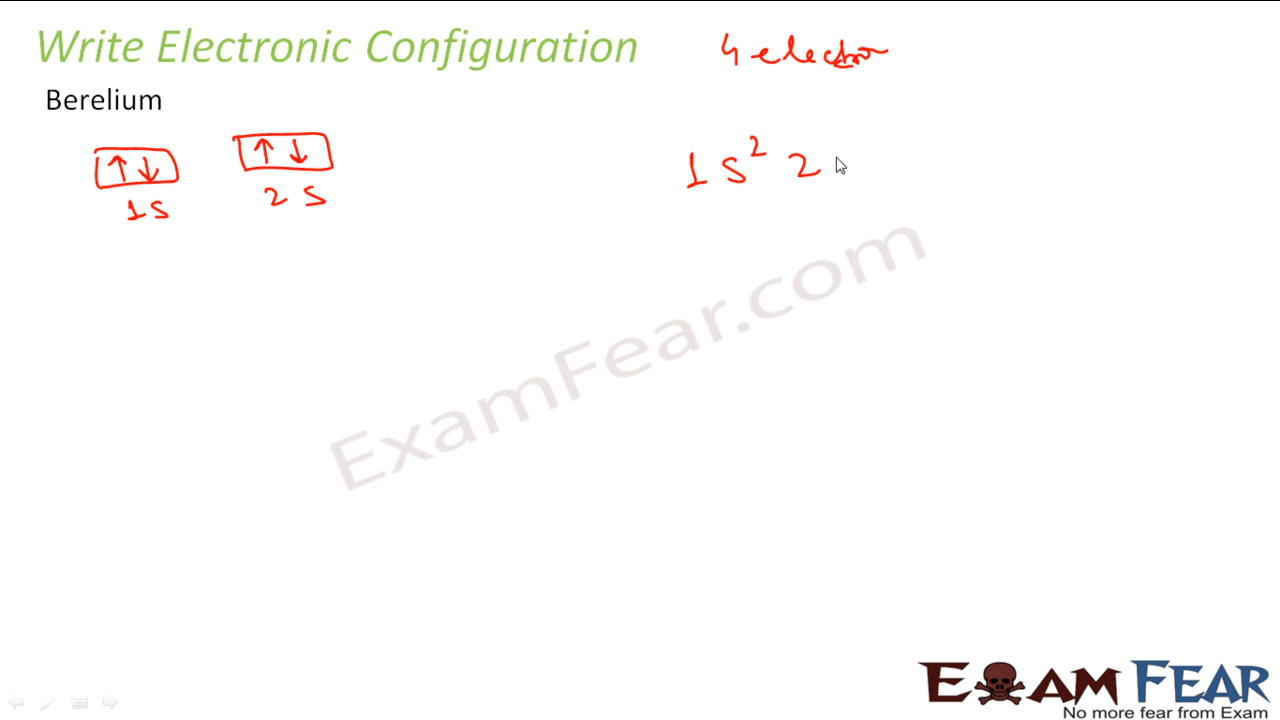 Write Electronic Configuration
4 electron
Berelium
↑↓ ↑↓
1s 2s
1s² 2
ExamFear.com
EXAM FEAR
No more fear from Exam